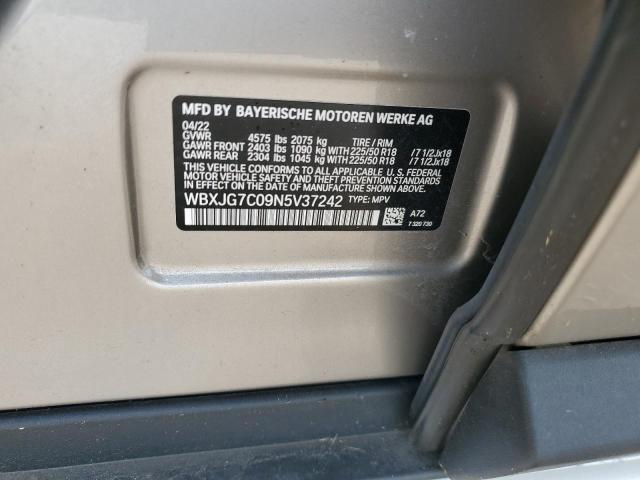 MFD BY BAYERISCHE MOTOREN WERKE AG
04/22
GVWR 4575 lbs 2075 kg TIRE / RIM
GAWR FRONT 2403 lbs 1090 kg WITH 225/50 R18 /7 1/2Jx18
GAWR REAR 2304 lbs 1045 kg WITH 225/50 R18 /7 1/2Jx18
THIS VEHICLE CONFORMS TO ALL APPLICABLE U.S. FEDERAL
MOTOR VEHICLE SAFETY, BUMPER, AND THEFT PREVENTION
STANDARDS IN EFFECT ON THE DATE OF MANUFACTURE SHOWN ABOVE.
WBXJG7C09N5V37242 TYPE: MPV A72
7 320 730